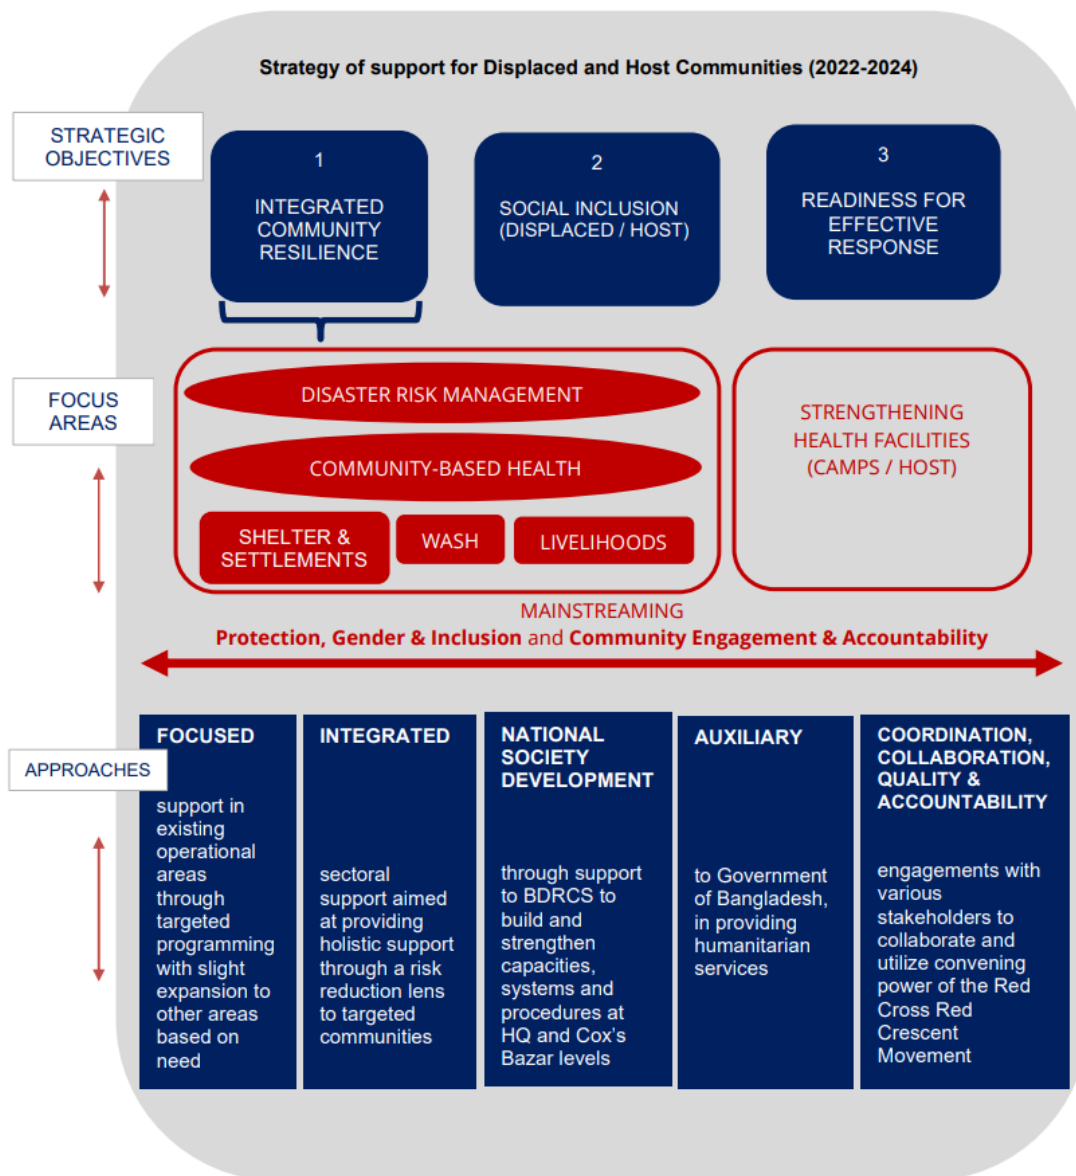 Strategy of support for Displaced and Host Communities (2022-2024)
STRATEGIC
OBJECTIVES
1
INTEGRATED
COMMUNITY
RESILIENCE
2
SOCIAL INCLUSION
(DISPLACED / HOST)
3
READINESS FOR
EFFECTIVE
RESPONSE
FOCUS
AREAS
DISASTER RISK MANAGEMENT
COMMUNITY-BASED HEALTH
SHELTER &
SETTLEMENTS
WASH
LIVELIHOODS
STRENGTHENING
HEALTH FACILITIES
(CAMPS / HOST)
MAINSTREAMING
Protection, Gender & Inclusion and Community Engagement & Accountability
APPROACHES
FOCUSED
support in
existing
operational
areas
through
targeted
programming
with slight
expansion to
other areas
based on
need
INTEGRATED
sectoral
support aimed
at providing
holistic support
through a risk
reduction lens
to targeted
communities
NATIONAL
SOCIETY
DEVELOPMENT
through support
to BDRCS to
build and
strengthen
capacities,
systems and
procedures at
HQ and Cox's
Bazar levels
AUXILIARY
to Government
of Bangladesh,
in providing
humanitarian
services
COORDINATION,
COLLABORATION,
QUALITY &
ACCOUNTABILITY
engagements with
various
stakeholders to
collaborate and
utilize convening
power of the Red
Cross Red
Crescent
Movement